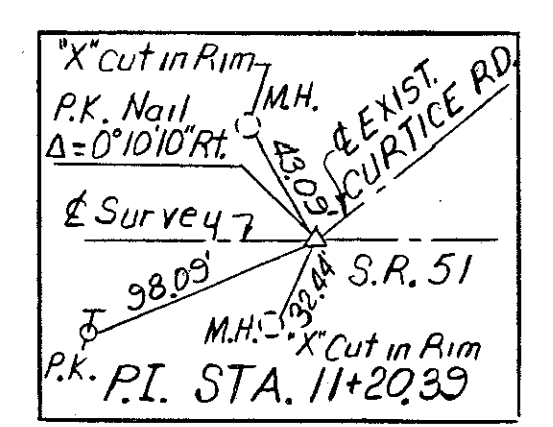 "X" Cut in Rim
M.H.
P.K. Nail
Δ=0°10'10"Rt.
43.09'
℄ EXIST.
CURTICE RD.
℄ Survey
S.R. 51
98.09'
32.44'
M.H.
"X" Cut in Rim
P.K.
P.I. STA. 11+20.39